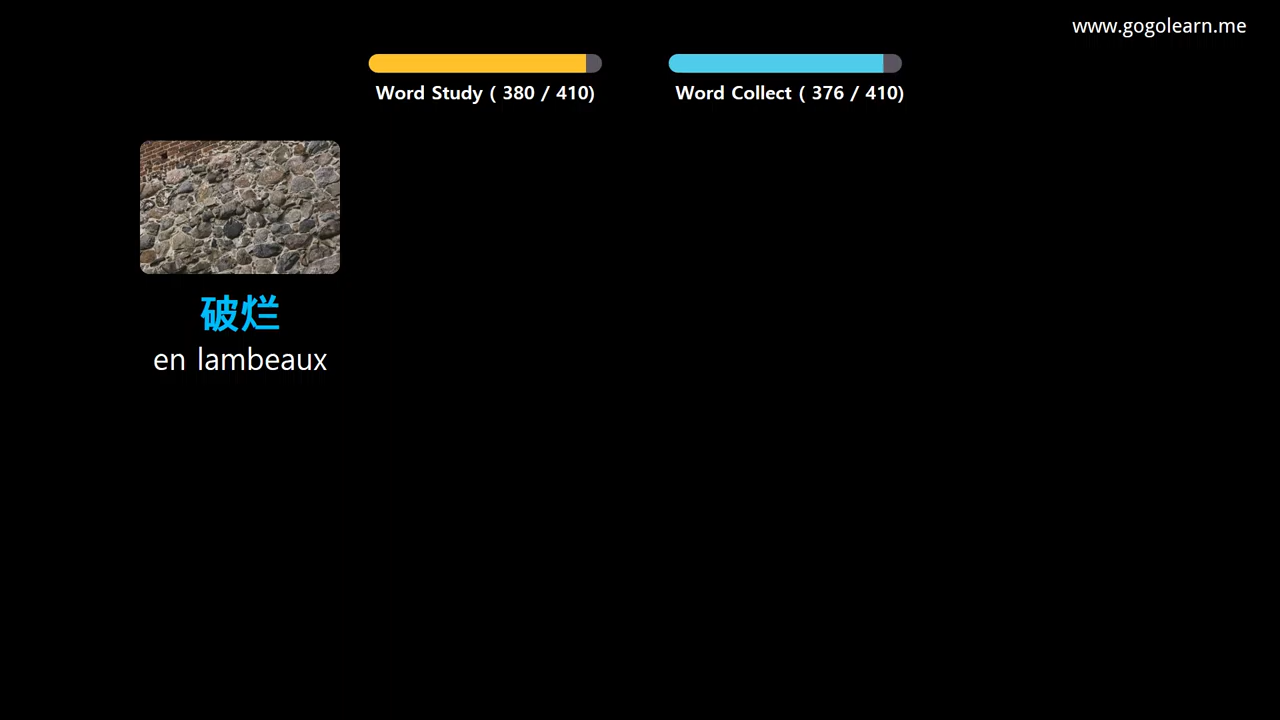 www.gogolearn.me
Word Study ( 380 / 410)
Word Collect ( 376 / 410)
破烂
en lambeaux